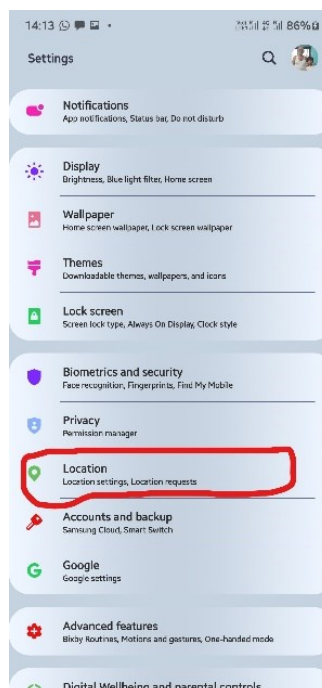 14:13
86%
Settings
Notifications
App notifications, Status bar, Do not disturb
Display
Brightness, Blue light filter, Home screen
Wallpaper
Home screen wallpaper, Lock screen wallpaper
Themes
Downloadable themes, wallpapers, and icons
Lock screen
Screen lock type, Always On Display, Clock style
Biometrics and security
Face recognition, Fingerprints, Find My Mobile
Privacy
Permission manager
Location
Location settings, Location requests
Accounts and backup
Samsung Cloud, Smart Switch
Google
Google settings
Advanced features
Bixby Routines, Motions and gestures, One-handed mode
Digital Wellbeing and parental controls